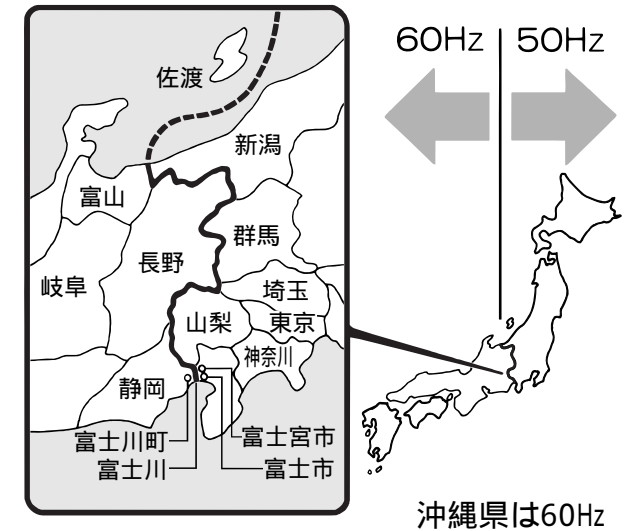 60Hz
50Hz
佐渡
新潟
富山
群馬
長野
岐阜
埼玉
山梨
東京
神奈川
静岡
富士川町
富士宮市
富士川
富士市
沖縄県は60Hz